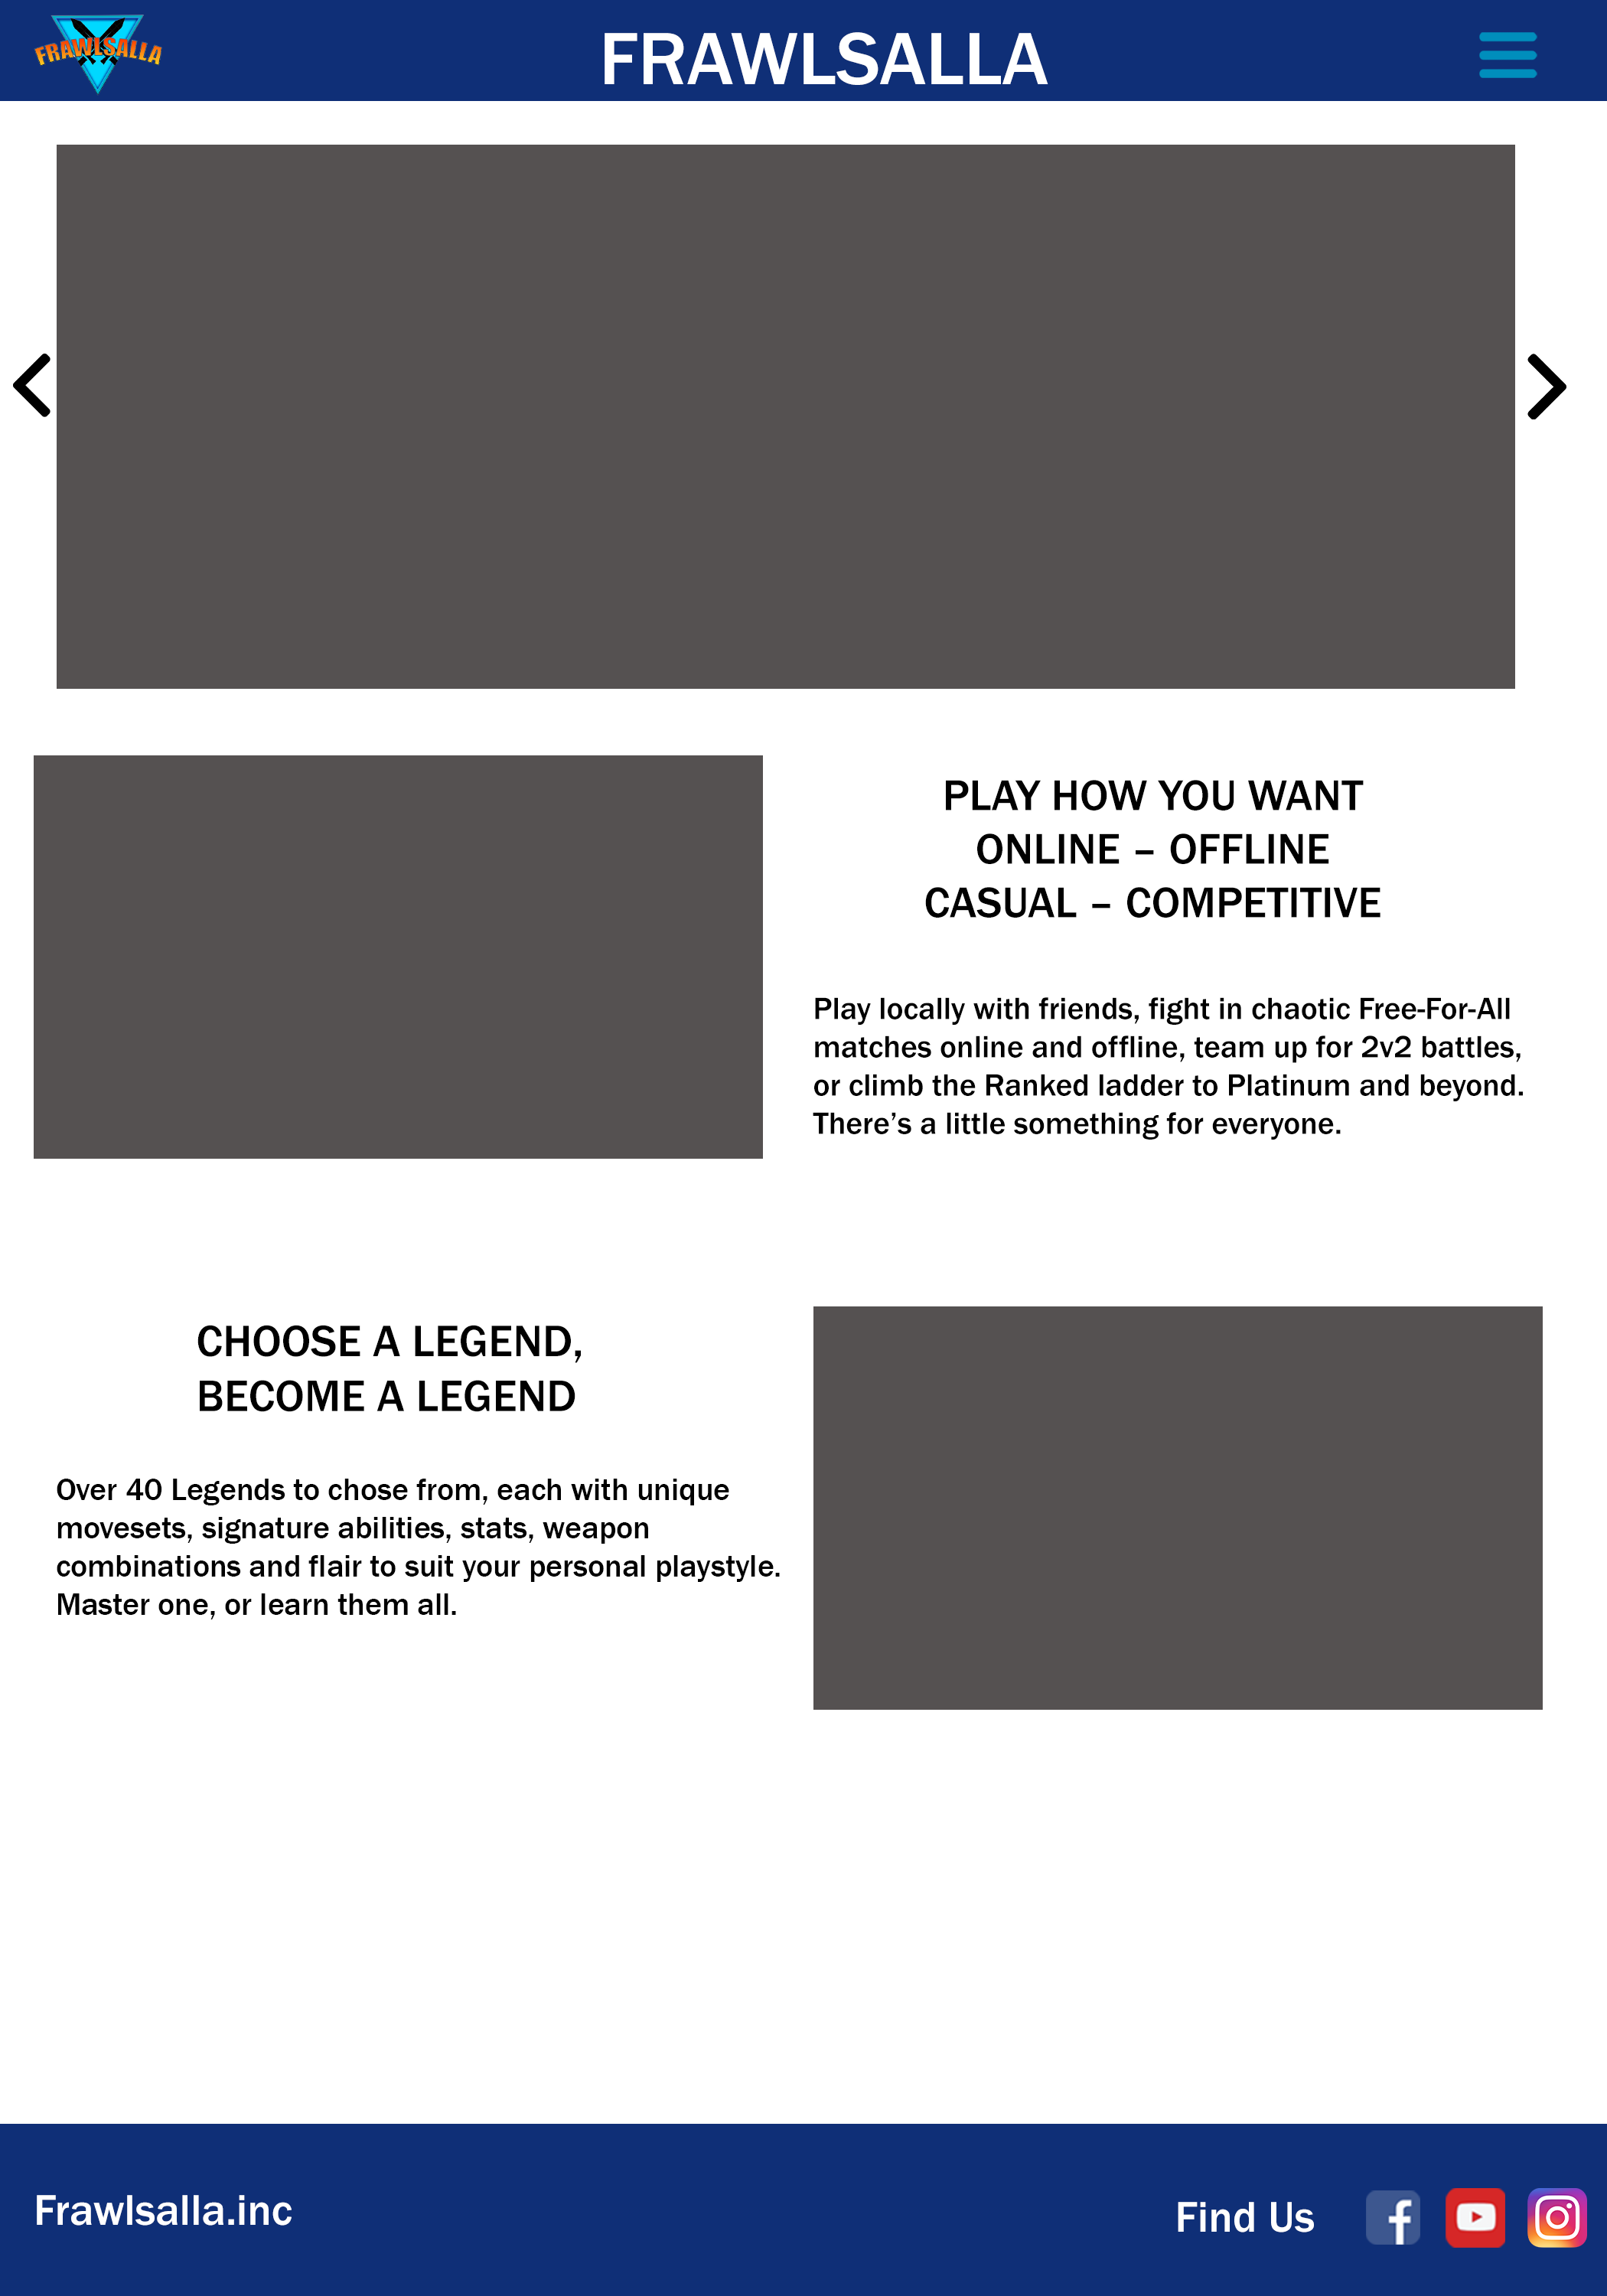 FRAWLSALLA
FRAWLSALLA
PLAY HOW YOU WANT
ONLINE – OFFLINE
CASUAL – COMPETITIVE
Play locally with friends, fight in chaotic Free-For-All
matches online and offline, team up for 2v2 battles,
or climb the Ranked ladder to Platinum and beyond.
There’s a little something for everyone.
CHOOSE A LEGEND,
BECOME A LEGEND
Over 40 Legends to chose from, each with unique
movesets, signature abilities, stats, weapon
combinations and flair to suit your personal playstyle.
Master one, or learn them all.
Frawlsalla.inc
Find Us